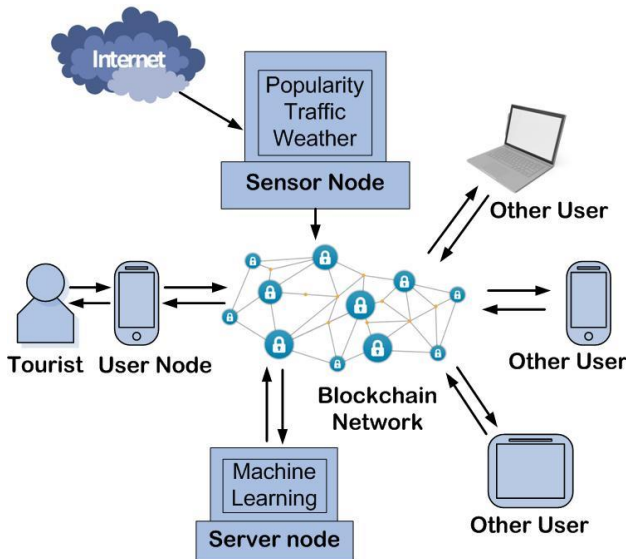 Internet
Popularity
Traffic
Weather
Sensor Node
Other User
Tourist
User Node
Other User
Blockchain
Network
Machine
Learning
Server node
Other User